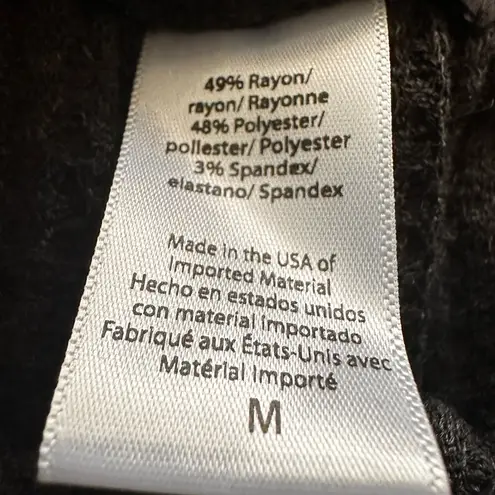 49% Rayon/
rayon/ Rayonne
48% Polyester/
pollester/ Polyester
3% Spandex/
elastano/ Spandex
Made in the USA of
Imported Material
Hecho en estados unidos
con material importado
Fabriqué aux États-Unis avec
Matérial Importé
M